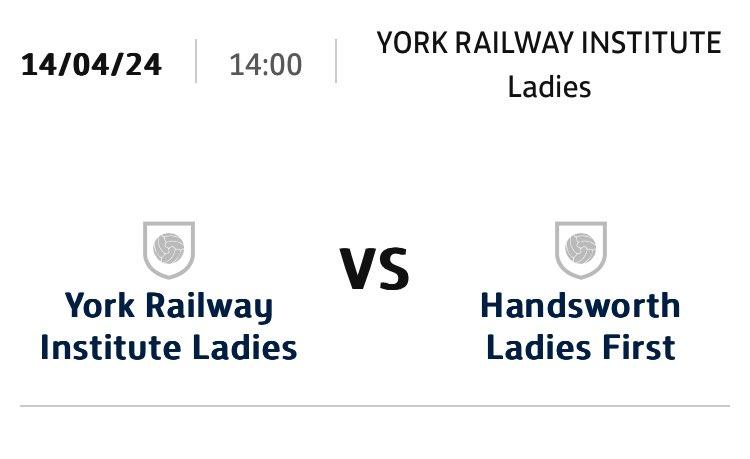 14/04/24 14:00 YORK RAILWAY INSTITUTE
Ladies
VS
York Railway
Institute Ladies
Handsworth
Ladies First